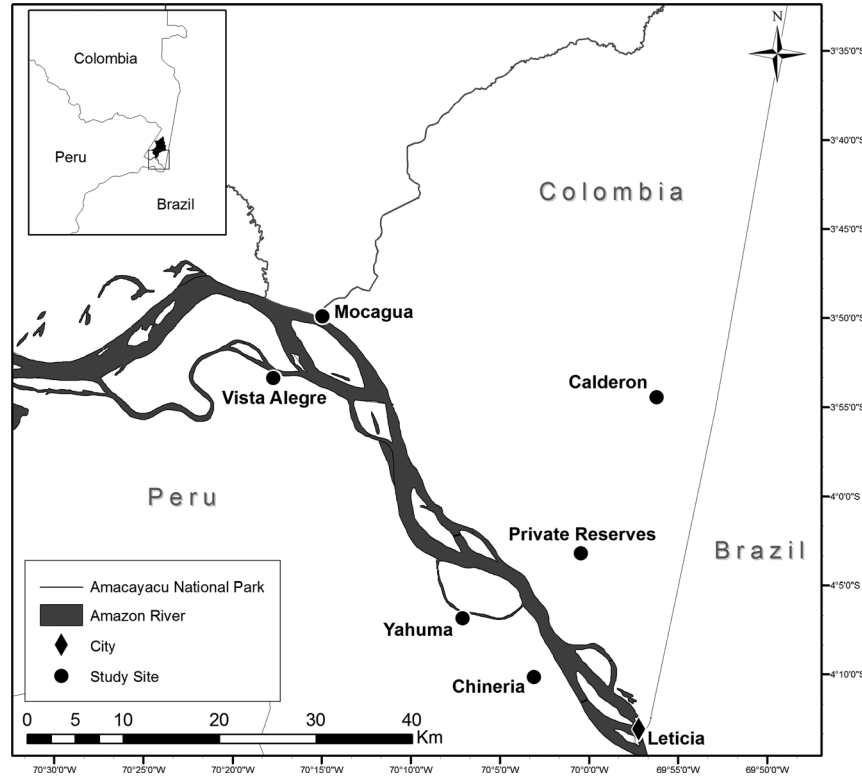 N
Colombia
Peru
Brazil
Colombia
Mocagua
Calderon
Vista Alegre
Peru
Private Reserves
Brazil
Yahuma
Chineria
Leticia
Amacayacu National Park
Amazon River
City
Study Site
0 5 10 20 30 40
Km
3°35'0"S
3°40'0"S
3°45'0"S
3°50'0"S
3°55'0"S
4°0'0"S
4°5'0"S
4°10'0"S
70°30'0"W 70°25'0"W 70°20'0"W 70°15'0"W 70°10'0"W 70°5'0"W 70°0'0"W 69°55'0"W 69°50'0"W